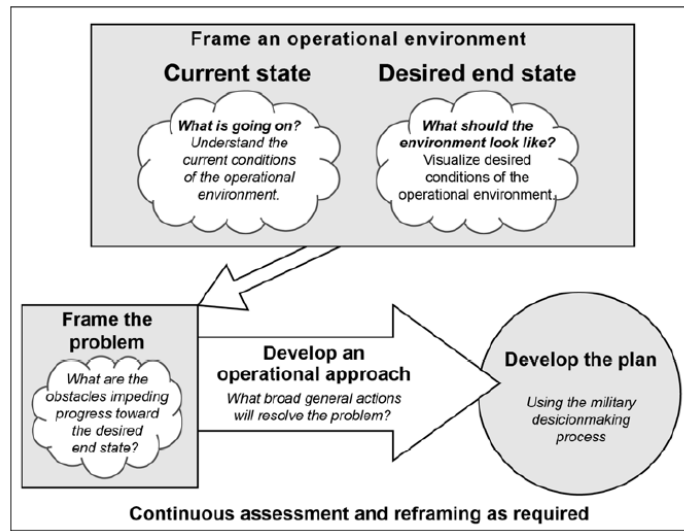 Frame an operational environment
Current state
What is going on?
Understand the
current conditions
of the operational
environment.
Desired end state
What should the
environment look like?
Visualize desired
conditions of the
operational environment.
Frame the
problem
What are the
obstacles impeding
progress toward
the desired
end state?
Develop an
operational approach
What broad general actions
will resolve the problem?
Develop the plan
Using the military
desicionmaking
process
Continuous assessment and reframing as required